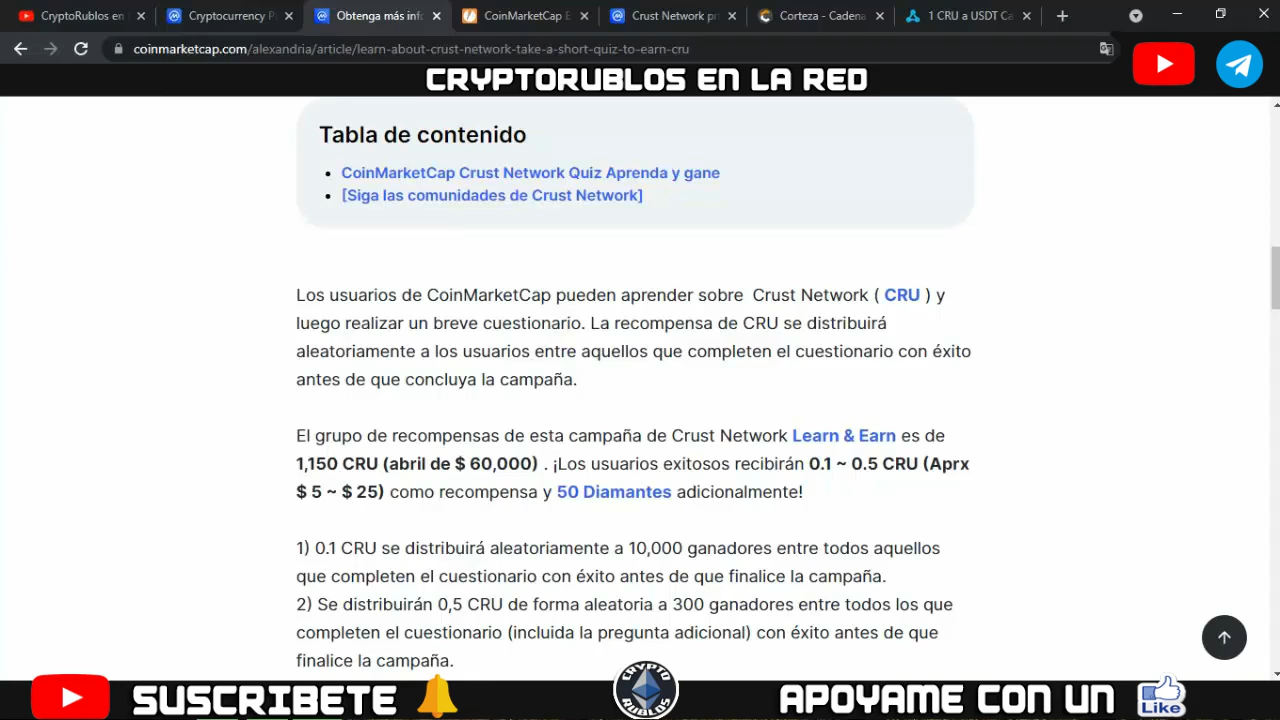 CryptoRublos en
Cryptocurrency P
Obtenga más inf
CoinMarketCap E
Crust Network pr
Corteza - Cadena
1 CRU a USDT Ca
coinmarketcap.com/alexandria/article/learn-about-crust-network-take-a-short-quiz-to-earn-cru
CRYPTORUBLOS EN LA RED
Tabla de contenido
CoinMarketCap Crust Network Quiz Aprenda y gane
[Siga las comunidades de Crust Network]
Los usuarios de CoinMarketCap pueden aprender sobre Crust Network ( CRU ) y
luego realizar un breve cuestionario. La recompensa de CRU se distribuirá
aleatoriamente a los usuarios entre aquellos que completen el cuestionario con éxito
antes de que concluya la campaña.
El grupo de recompensas de esta campaña de Crust Network Learn & Earn es de
1,150 CRU (abril de $ 60,000) . ¡Los usuarios exitosos recibirán 0.1 ~ 0.5 CRU (Aprx
$ 5 ~ $ 25) como recompensa y 50 Diamantes adicionalmente!
1) 0.1 CRU se distribuirá aleatoriamente a 10,000 ganadores entre todos aquellos
que completen el cuestionario con éxito antes de que finalice la campaña.
2) Se distribuirán 0,5 CRU de forma aleatoria a 300 ganadores entre todos los que
completen el cuestionario (incluida la pregunta adicional) con éxito antes de que
finalice la campaña.
SUSCRIBETE
CRYPTO
RUBLOS
APOYAME CON UN
Like